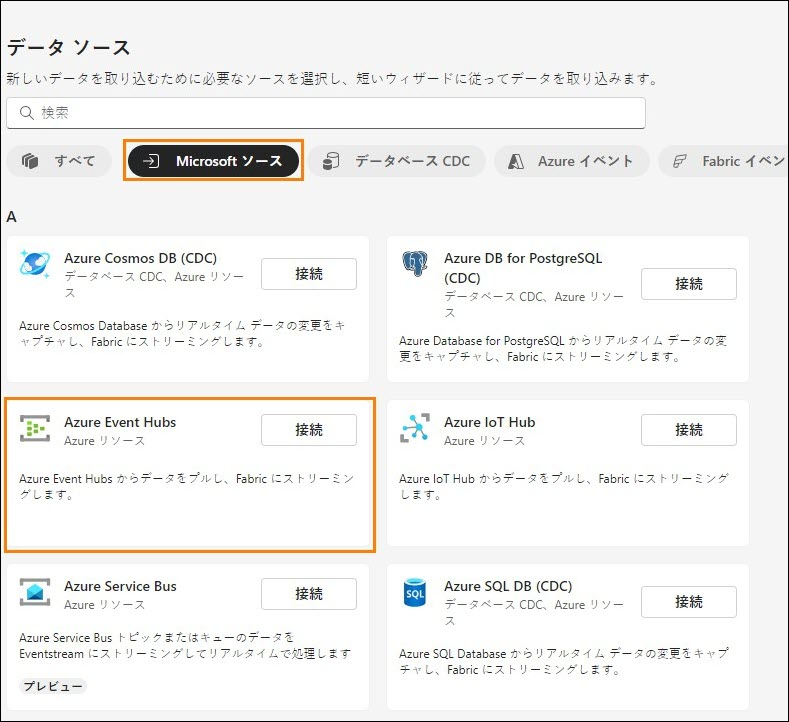 データ ソース
新しいデータを取り込むために必要なソースを選択し、短いウィザードに従ってデータを取り込みます。
検索
すべて
Microsoft ソース
データベース CDC
Azure イベント
Fabric イベン
A
Azure Cosmos DB (CDC)
データベース CDC、Azure リソー
ス
接続
Azure Cosmos Database からリアルタイム データの変更をキ
ャプチャし、Fabric にストリーミングします。
Azure DB for PostgreSQL
(CDC)
データベース CDC、Azure リソー
ス
接続
Azure Database for PostgreSQL からリアルタイム データの変
更をキャプチャし、Fabric にストリーミングします。
Azure Event Hubs
Azure リソース
接続
Azure Event Hubs からデータをプルし、Fabric にストリーミン
グします。
Azure IoT Hub
Azure リソース
接続
Azure IoT Hub からデータをプルし、Fabric にストリーミング
します。
Azure Service Bus
Azure リソース
接続
Azure Service Bus トピックまたはキューのデータを
Eventstream にストリーミングしてリアルタイムで処理します
プレビュー
Azure SQL DB (CDC)
データベース CDC、Azure リソー
ス
接続
SQL
Azure SQL Database からリアルタイム データの変更をキャプ
チャし、Fabric にストリーミングします。